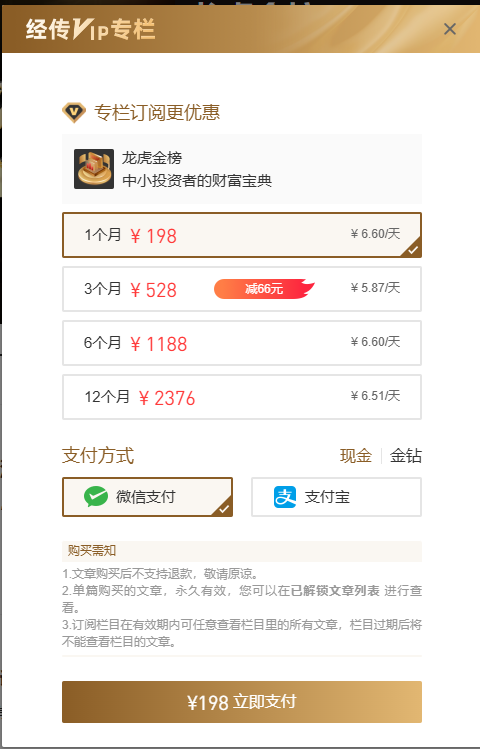 经传Vip专栏
专栏订阅更优惠
龙虎金榜
中小投资者的财富宝典
1个月 ¥ 198 ¥ 6.60/天
3个月 ¥ 528 减66元 ¥ 5.87/天
6个月 ¥ 1188 ¥ 6.60/天
12个月 ¥ 2376 ¥ 6.51/天
支付方式 现金 金钻
微信支付 支付宝
购买需知
1.文章购买后不支持退款，敬请原谅。
2.单篇购买的文章，永久有效，您可以在已解锁文章列表 进行查
看。
3.订阅栏目在有效期内可任意查看栏目里的所有文章，栏目过期后将
不能查看栏目的文章。
¥198 立即支付